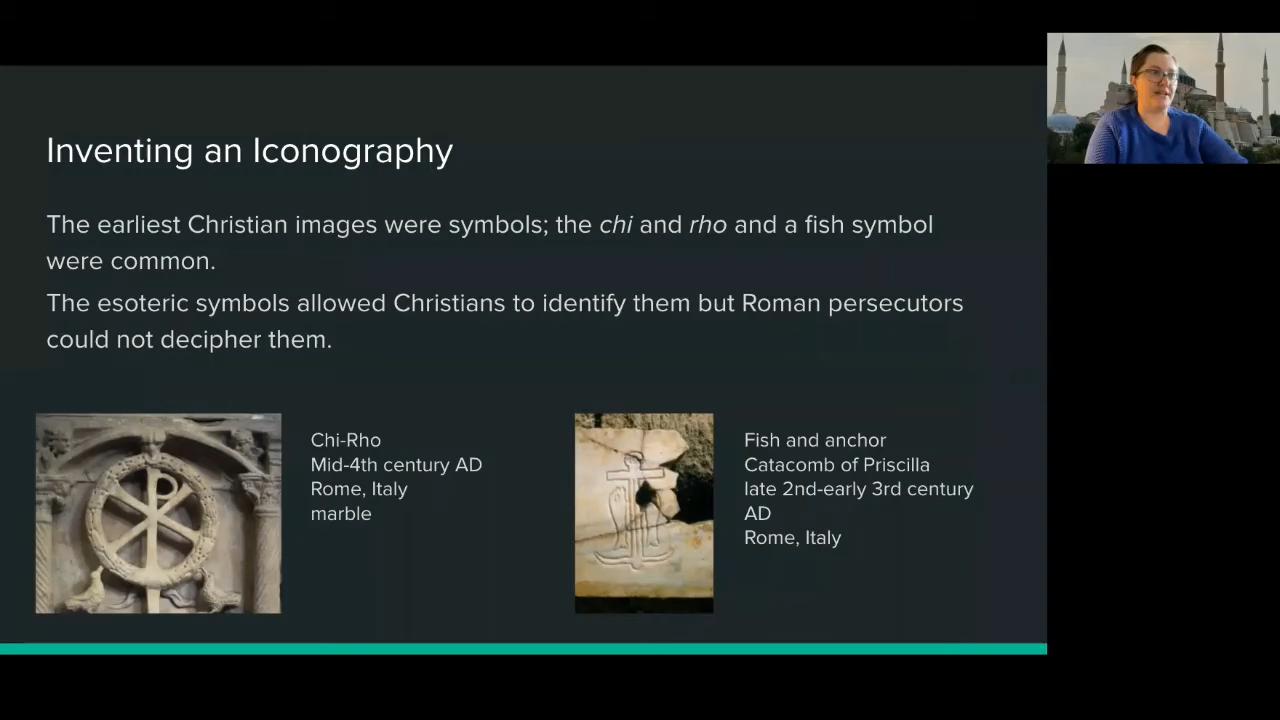 Inventing an Iconography
The earliest Christian images were symbols; the chi and rho and a fish symbol
were common.
The esoteric symbols allowed Christians to identify them but Roman persecutors
could not decipher them.
Chi-Rho
Mid-4th century AD
Rome, Italy
marble
Fish and anchor
Catacomb of Priscilla
late 2nd-early 3rd century
AD
Rome, Italy